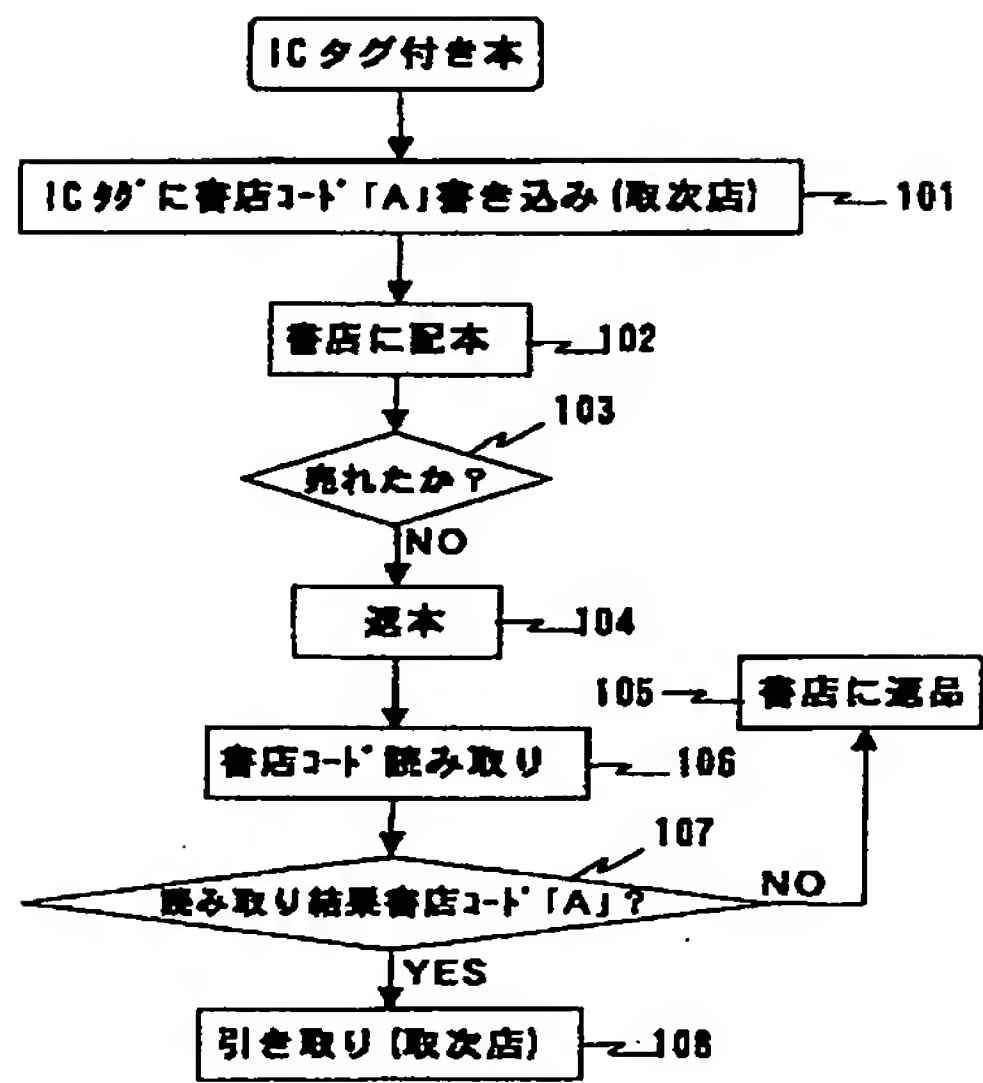 ICタグ付き本
ICタグに書店コード「A」書き込み(取次店)
101
書店に配本
102
103
売れたか?
NO
返本
104
105
書店に返品
書店コード読み取り
106
107
読み取り結果書店コード「A」?
NO
YES
引き取り(取次店)
108